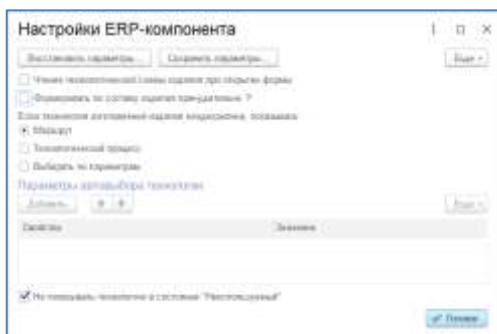 Настройки ERP-компонента
Восстановить параметры... Сохранить параметры... Еще
Чтение технологической схемы изделия при открытии формы
Формировать по составу изделия принудительно ?
Если технология изготовления изделия неоднозначна, показывать
Маршрут
Технологический процесс
Выбирать по параметрам
Параметры автовыбора технологии
Добавить Еще
Свойство Значение
Не показывать технологии в состоянии "Неиспользуемый"
Готово